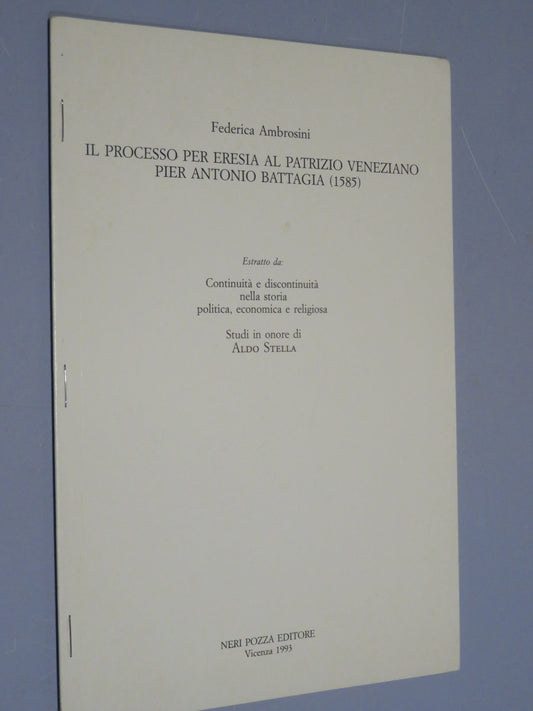 Federica Ambrosini
IL PROCESSO PER ERESIA AL PATRIZIO VENEZIANO
PIER ANTONIO BATTAGIA (1585)
Estratto da:
Continuità e discontinuità
nella storia
politica, economica e religiosa
Studi in onore di
ALDO STELLA
NERI POZZA EDITORE
Vicenza 1993